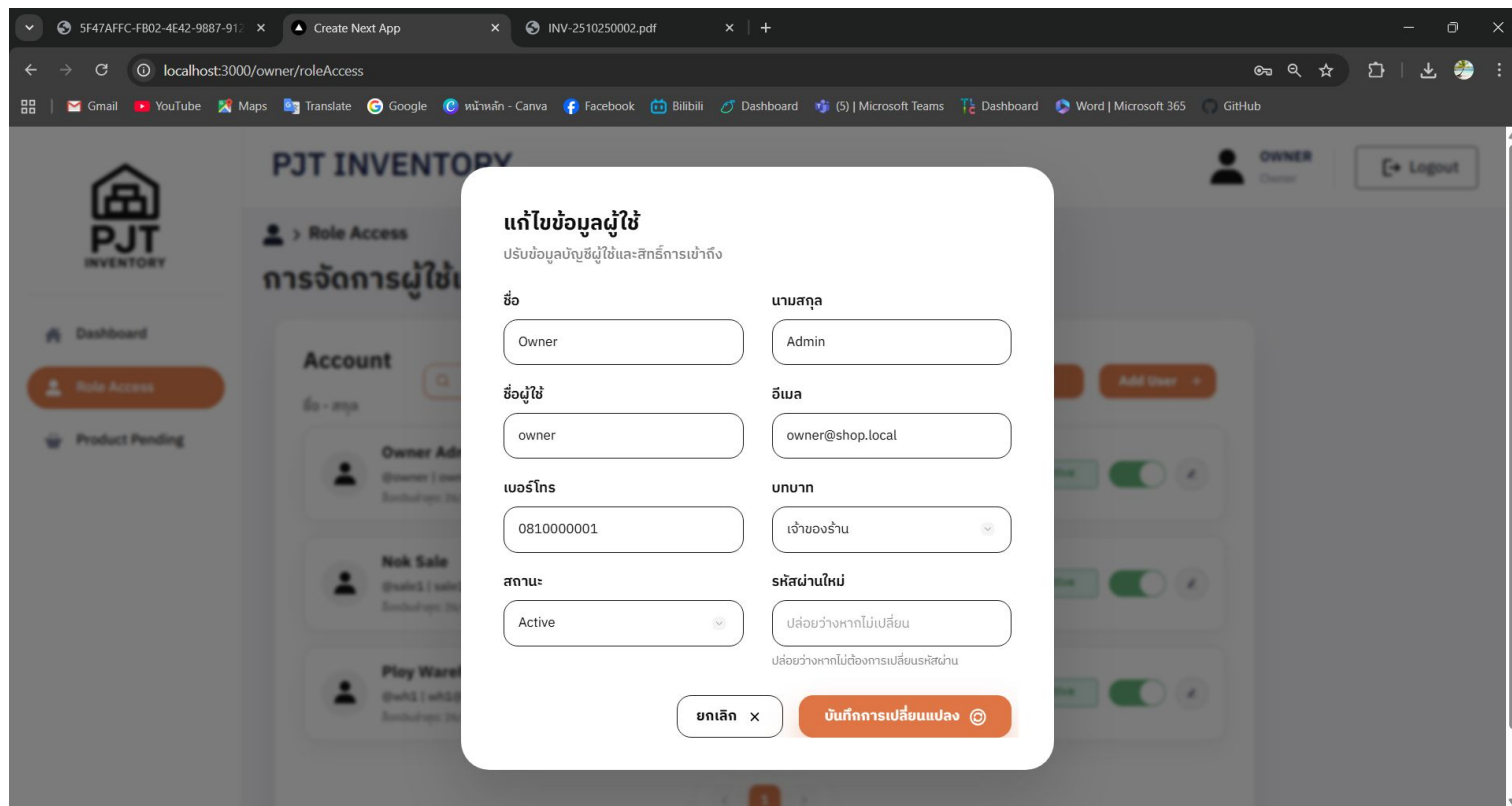 5F47AFFC-FB02-4E42-9887-912
Create Next App
INV-2510250002.pdf
localhost:3000/owner/roleAccess
Gmail
YouTube
Maps
Translate
Google
หน้าหลัก - Canva
Facebook
Bilibili
Dashboard
(5) | Microsoft Teams
Dashboard
Word | Microsoft 365
GitHub
PJT
INVENTORY
PJT INVENTORY
OWNER
Owner
Logout
> Role Access
การจัดการผู้ใช้
Dashboard
Role Access
Product Pending
Account
Add User +
ชื่อ - สกุล
Owner Adm
@owner | own
Nok Sale
@sale1 | sale
Ploy Wareh
@wh1 | wh1@
1
แก้ไขข้อมูลผู้ใช้
ปรับข้อมูลบัญชีผู้ใช้และสิทธิ์การเข้าถึง
ชื่อ
นามสกุล
Owner
Admin
ชื่อผู้ใช้
อีเมล
owner
owner@shop.local
เบอร์โทร
บทบาท
0810000001
เจ้าของร้าน
สถานะ
รหัสผ่านใหม่
Active
ปล่อยว่างหากไม่เปลี่ยน
ปล่อยว่างหากไม่ต้องการเปลี่ยนรหัสผ่าน
ยกเลิก
บันทึกการเปลี่ยนแปลง